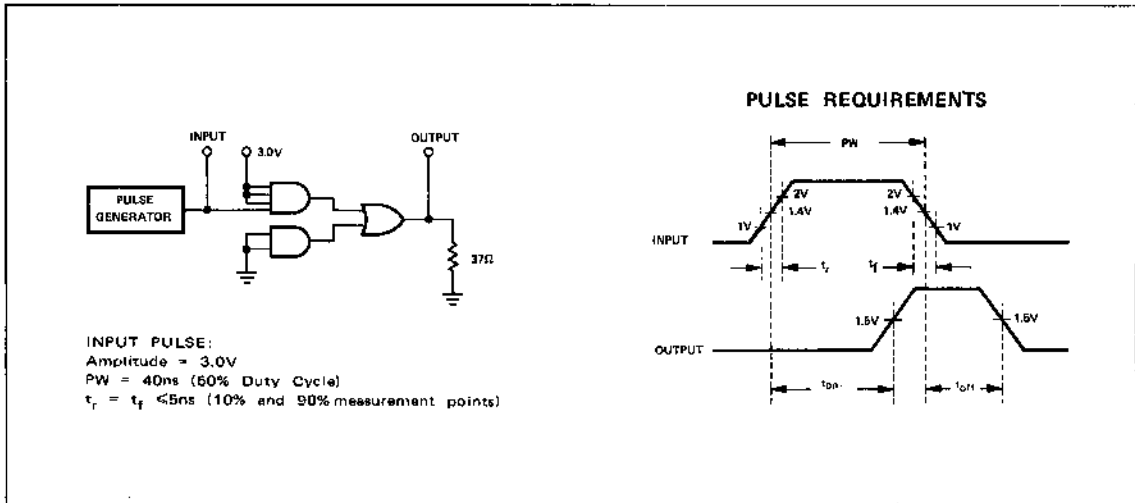 PULSE REQUIREMENTS
INPUT
OUTPUT
3.0V
PULSE
GENERATOR
37Ω
INPUT PULSE:
Amplitude = 3.0V
PW = 40ns (50% Duty Cycle)
tr = tf ≤5ns (10% and 90% measurement points)
PW
2V
2V
1.4V
1.4V
1V
1V
INPUT
tr
tf
1.5V
1.5V
OUTPUT
ton
toff